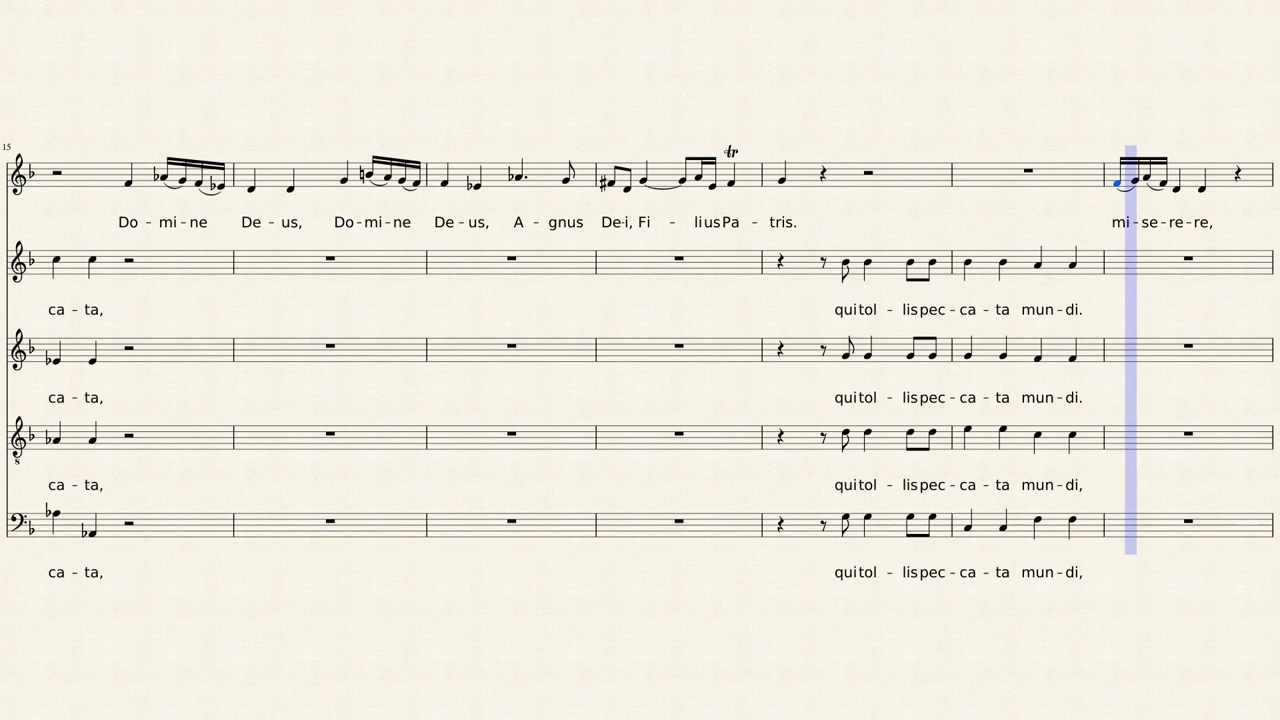 15
tr
Do - mi - ne De - us, Do - mi - ne De - us, A - gnus De - i, Fi - lius Pa - tris. mi - se - re - re,
ca - ta, qui tol - lis pec - ca - ta mun - di.
ca - ta, qui tol - lis pec - ca - ta mun - di.
ca - ta, qui tol - lis pec - ca - ta mun - di,
ca - ta, qui tol - lis pec - ca - ta mun - di,